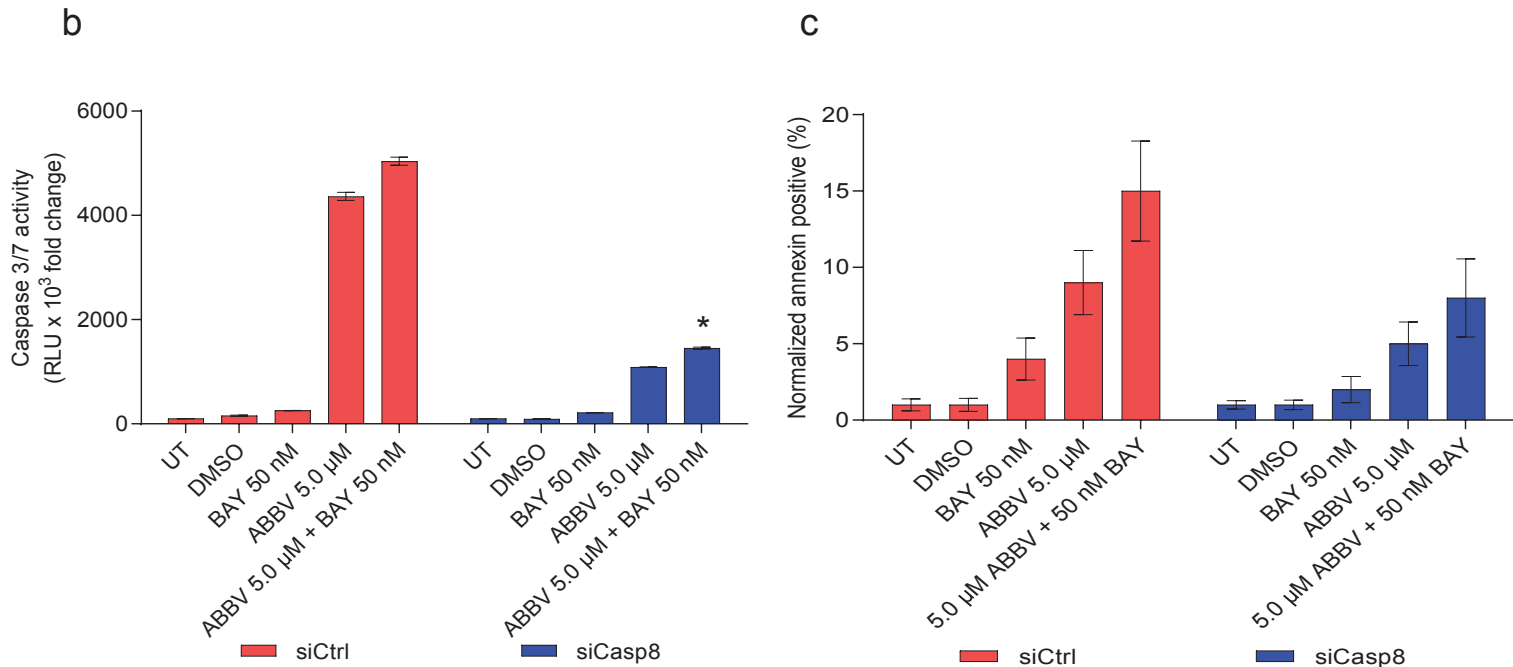 b
Caspase 3/7 activity
(RLU x 10³ fold change)
6000
4000
2000
0
*
UT
DMSO
BAY 50 nM
ABBV 5.0 µM
ABBV 5.0 µM + BAY 50 nM
UT
DMSO
BAY 50 nM
ABBV 5.0 µM
ABBV 5.0 µM + BAY 50 nM
siCtrl
siCasp8
c
Normalized annexin positive (%)
20
15
10
5
0
UT
DMSO
BAY 50 nM
ABBV 5.0 µM
5.0 µM ABBV + 50 nM BAY
UT
DMSO
BAY 50 nM
ABBV 5.0 µM
5.0 µM ABBV + 50 nM BAY
siCtrl
siCasp8